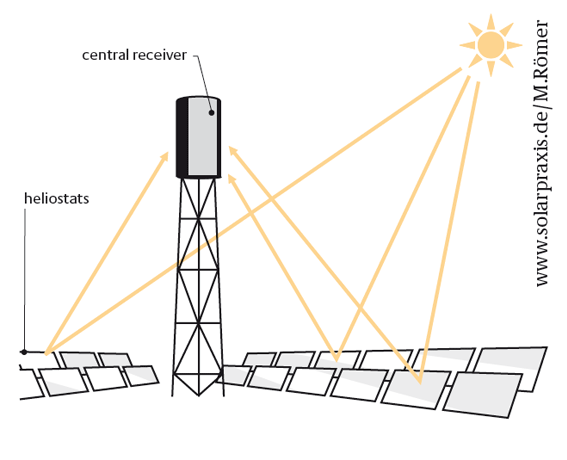 central receiver
heliostats
www.solarpraxis.de/M.Römer